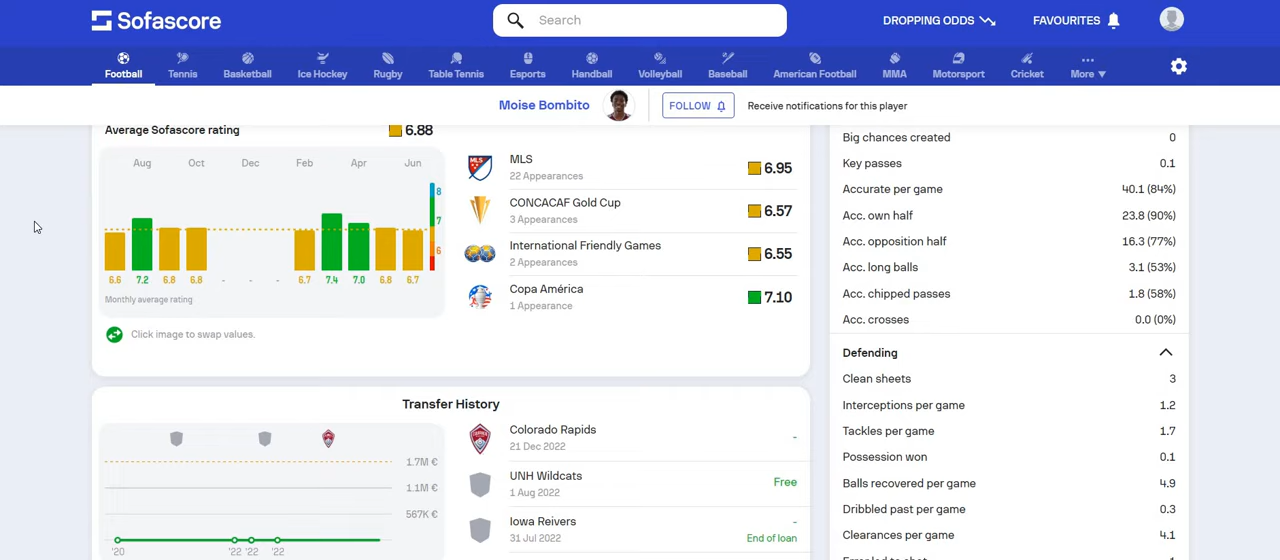 Sofascore
Search
DROPPING ODDS
FAVOURITES
Football
Tennis
Basketball
Ice Hockey
Rugby
Table Tennis
Esports
Handball
Volleyball
Baseball
American Football
MMA
Motorsport
Cricket
More ▼
Moise Bombito
FOLLOW
Receive notifications for this player
Average Sofascore rating
6.88
Aug Oct Dec Feb Apr Jun
8
7
6
6.6 7.2 6.8 6.8 - - - 6.7 7.4 7.0 6.8 6.7
Monthly average rating
Click image to swap values.
MLS
MLS
22 Appearances
6.95
CONCACAF Gold Cup
3 Appearances
6.57
International Friendly Games
2 Appearances
6.55
Copa América
1 Appearance
7.10
Transfer History
1.7M €
1.1M €
567K €
'20 '22 '22 '22
Colorado Rapids
21 Dec 2022
-
UNH Wildcats
1 Aug 2022
Free
Iowa Reivers
31 Jul 2022
-
End of loan
Big chances created 0
Key passes 0.1
Accurate per game 40.1 (84%)
Acc. own half 23.8 (90%)
Acc. opposition half 16.3 (77%)
Acc. long balls 3.1 (53%)
Acc. chipped passes 1.8 (58%)
Acc. crosses 0.0 (0%)
Defending
Clean sheets 3
Interceptions per game 1.2
Tackles per game 1.7
Possession won 0.1
Balls recovered per game 4.9
Dribbled past per game 0.3
Clearances per game 4.1